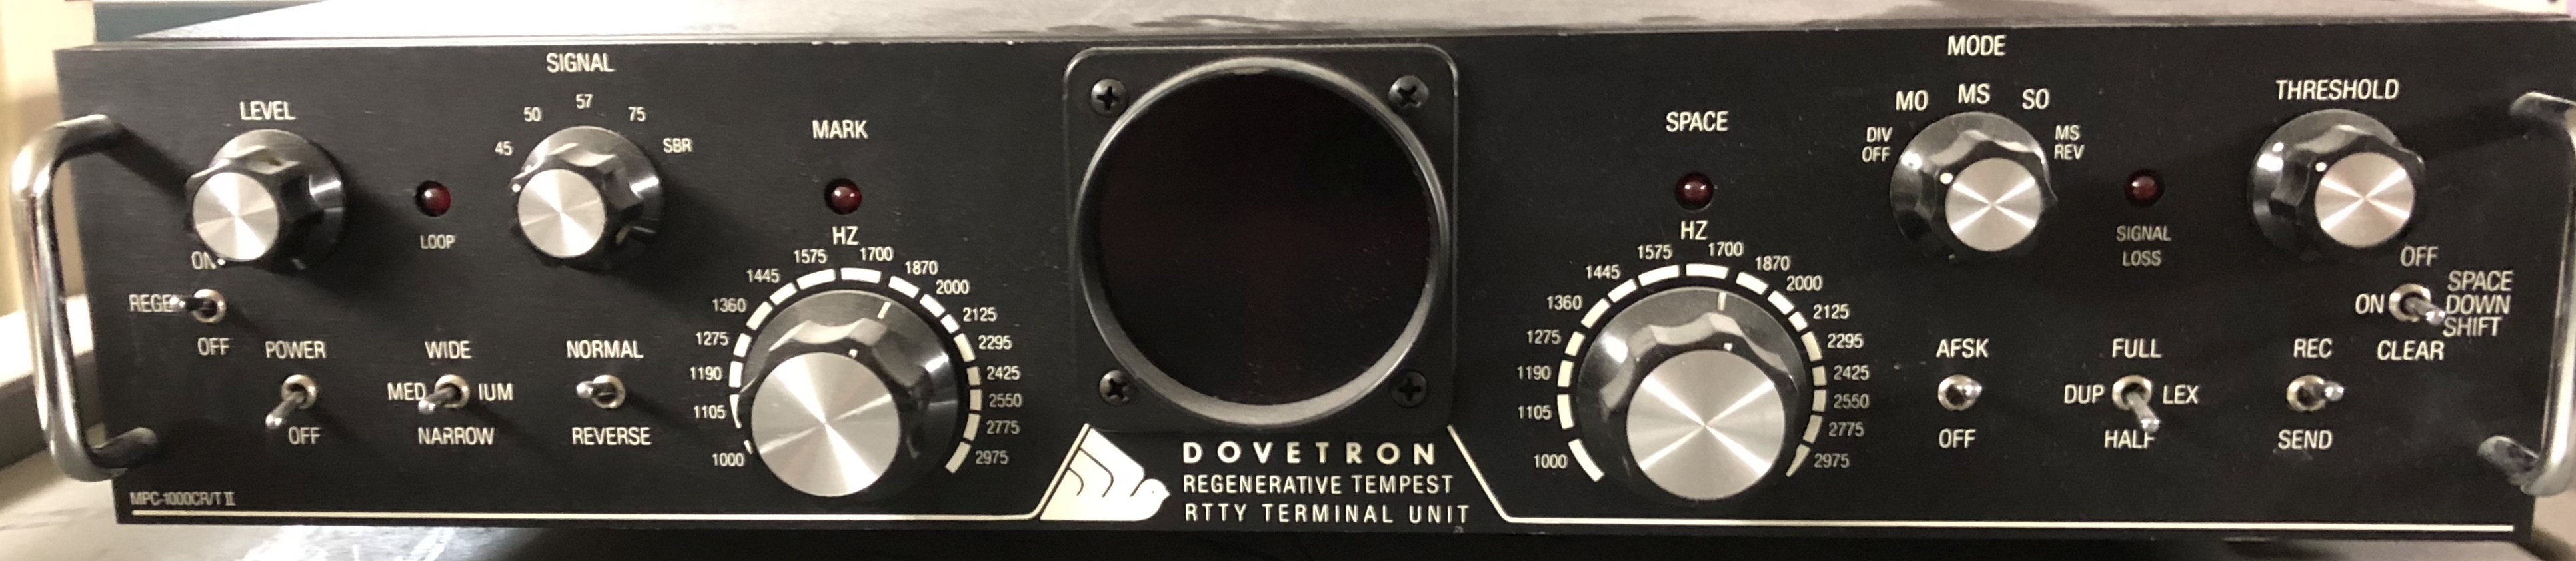 LEVEL
ON
REGE
OFF
LOOP
SIGNAL
45 50 57 75 SBR
POWER
OFF
WIDE
MED IUM
NARROW
NORMAL
REVERSE
MPC-1000CR/T II
MARK
HZ
1000 1105 1190 1275 1360 1445 1575 1700 1870 2000 2125 2295 2425 2550 2775 2975
DOVETRON
REGENERATIVE TEMPEST
RTTY TERMINAL UNIT
SPACE
HZ
1000 1105 1190 1275 1360 1445 1575 1700 1870 2000 2125 2295 2425 2550 2775 2975
MODE
DIV
OFF
MO MS SO
MS
REV
SIGNAL
LOSS
THRESHOLD
OFF
ON
SPACE
DOWN
SHIFT
CLEAR
AFSK
OFF
FULL
DUP LEX
HALF
REC
SEND